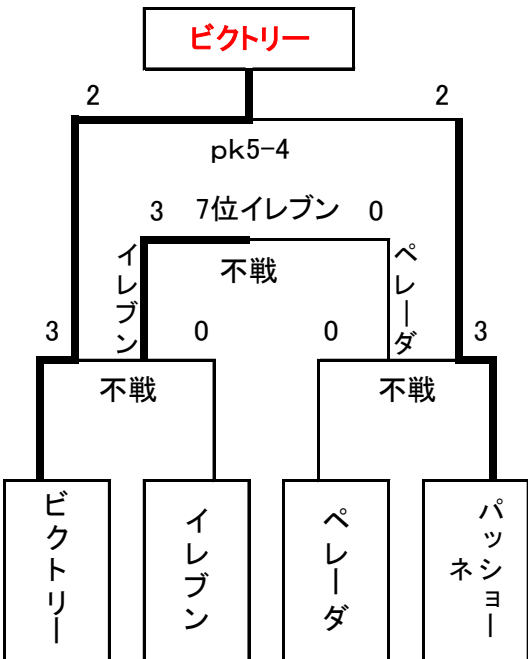 ビクトリー
2
2
pk5-4
3
7位イレブン
0
イレブン
不戦
ペレーダ
3
0
0
3
不戦
不戦
ビクトリー
イレブン
ペレーダ
パッショー
ネ